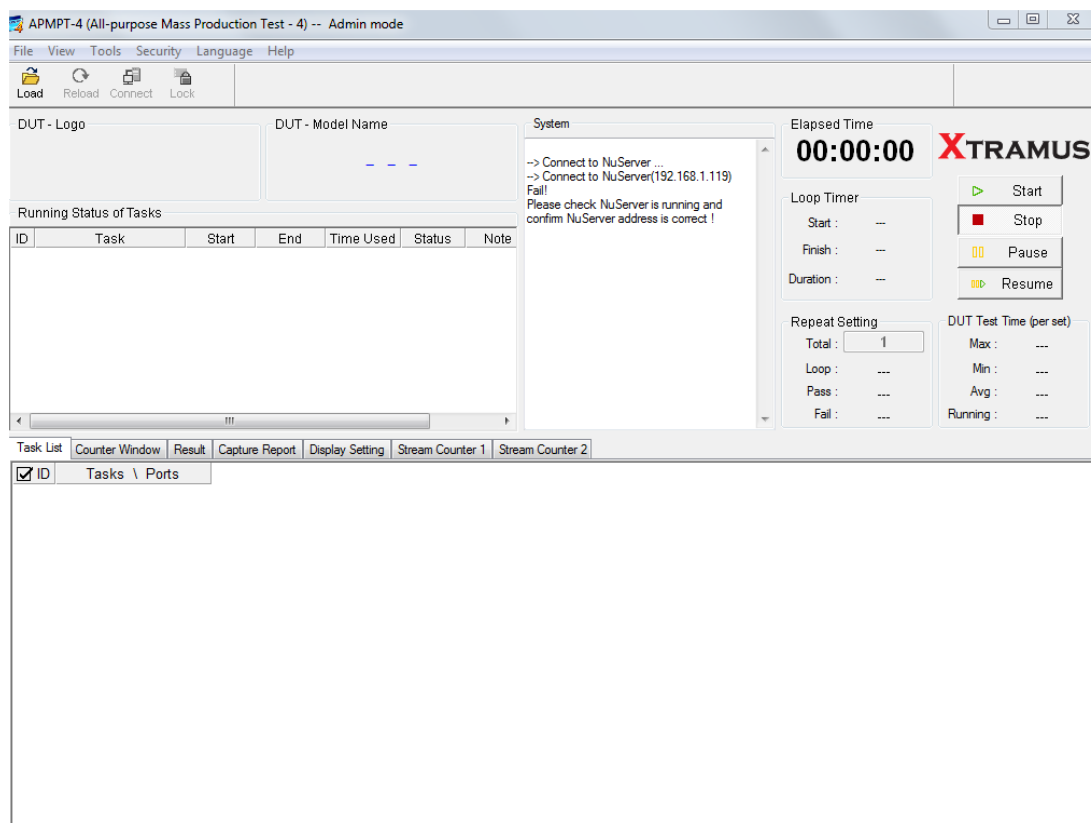 APMPT-4 (All-purpose Mass Production Test - 4) -- Admin mode
File View Tools Security Language Help
Load Reload Connect Lock
DUT - Logo
DUT - Model Name
- - -
System
--> Connect to NuServer ...
--> Connect to NuServer(192.168.1.119)
Fail!
Please check NuServer is running and
confirm NuServer address is correct !
Elapsed Time
00:00:00
XTRAMUS
Loop Timer
Start : ---
Finish : ---
Duration : ---
Start
Stop
Pause
Resume
Running Status of Tasks
ID Task Start End Time Used Status Note
Repeat Setting
Total : 1
Loop : ---
Pass : ---
Fail : ---
DUT Test Time (per set)
Max : ---
Min : ---
Avg : ---
Running : ---
Task List Counter Window Result Capture Report Display Setting Stream Counter 1 Stream Counter 2
ID Tasks \ Ports